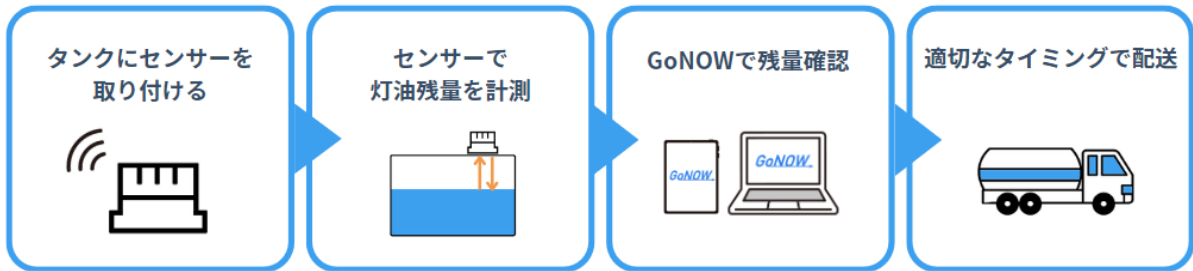 タンクにセンサーを
取り付ける
センサーで
灯油残量を計測
GoNOWで残量確認
GoNOW
GoNOW
適切なタイミングで配送